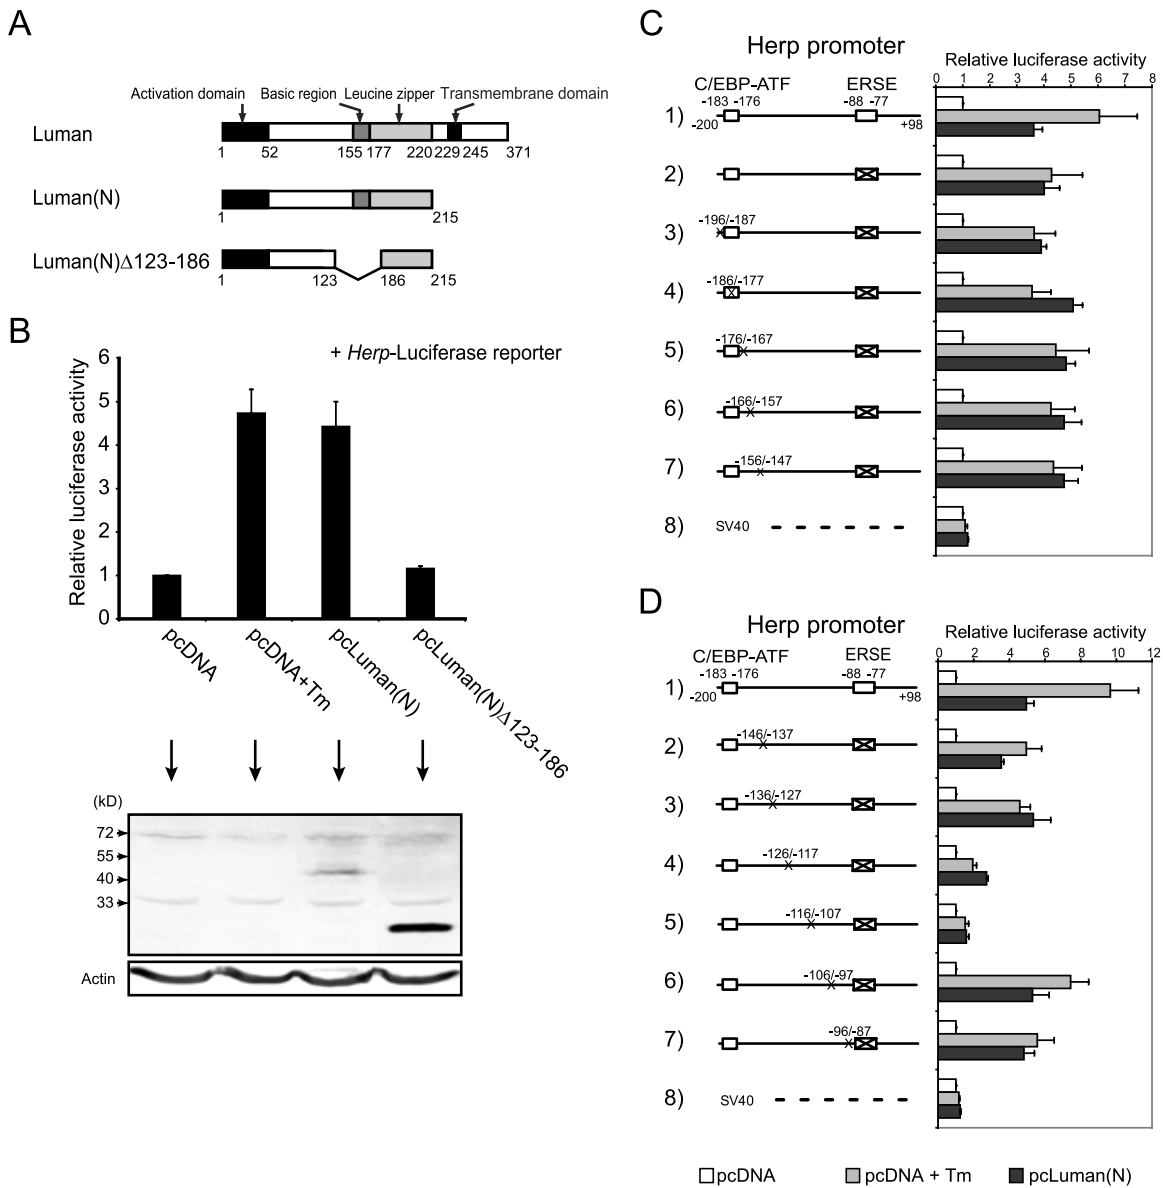 A
Activation domain Basic region Leucine zipper Transmembrane domain
Luman
1 52 155 177 220 229 245 371
Luman(N)
1 215
Luman(N)Δ123-186
1 123 186 215
B
+ Herp-Luciferase reporter
Relative luciferase activity
6
5
4
3
2
1
0
pcDNA
pcDNA+Tm
pcLuman(N)
pcLuman(N)Δ123-186
(kD)
72
55
40
33
Actin
C
Herp promoter
Relative luciferase activity
0 1 2 3 4 5 6 7 8
C/EBP-ATF ERSE
-183 -176 -88 -77
1)
-200 +98
2)
3) -196/-187
4) -186/-177
5) -176/-167
6) -166/-157
7) -156/-147
8) SV40
D
Herp promoter
Relative luciferase activity
0 2 4 6 8 10 12
C/EBP-ATF ERSE
-183 -176 -88 -77
1)
-200 +98
2) -146/-137
3) -136/-127
4) -126/-117
5) -116/-107
6) -106/-97
7) -96/-87
8) SV40
pcDNA pcDNA + Tm pcLuman(N)